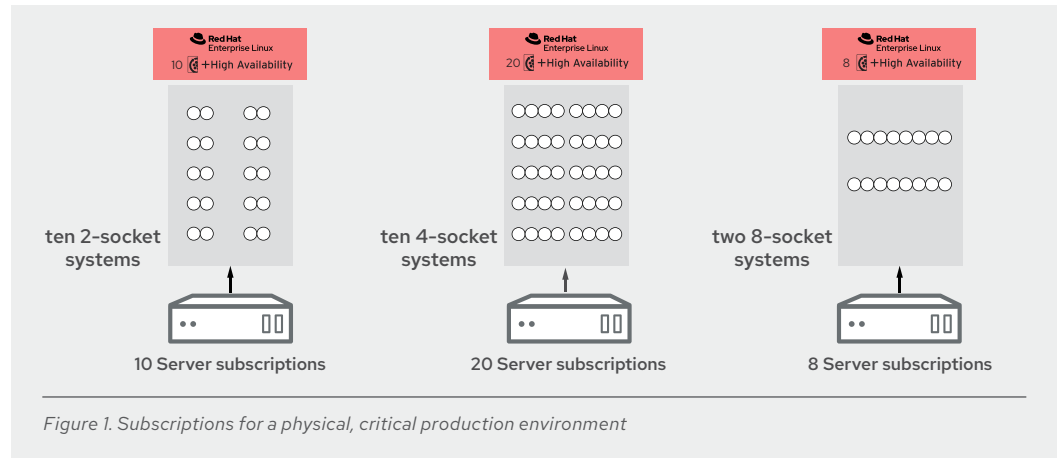 Red Hat
Enterprise Linux
10 +High Availability
ten 2-socket
systems
10 Server subscriptions
Red Hat
Enterprise Linux
20 +High Availability
ten 4-socket
systems
20 Server subscriptions
Red Hat
Enterprise Linux
8 +High Availability
two 8-socket
systems
8 Server subscriptions
Figure 1. Subscriptions for a physical, critical production environment